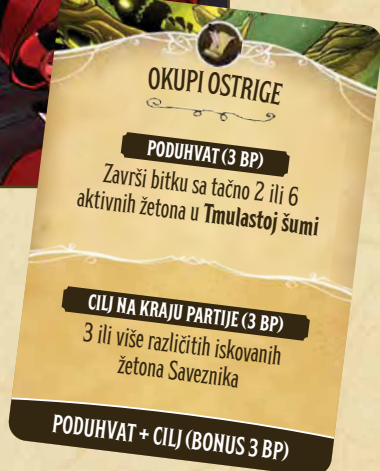 OKUPI OSTRIGE
PODUHVAT (3 BP)
Završi bitku sa tačno 2 ili 6
aktivnih žetona u Tmulastoj šumi
CILJ NA KRAJU PARTIJE (3 BP)
3 ili više različitih iskovanih
žetona Saveznika
PODUHVAT + CILJ (BONUS 3 BP)